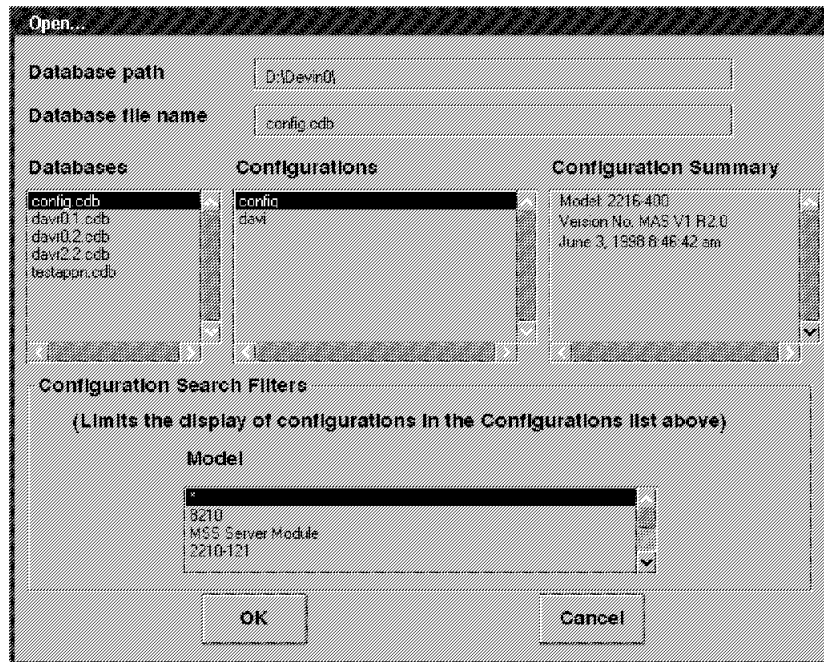 Open...
Database path
D:\Devin0\
Database file name
config.cdb
Databases
Configurations
Configuration Summary
config.cdb
davi0.1.cdb
davi0.2.cdb
davi2.2.cdb
testappn.cdb
config
davi
Model: 2216-400
Version No. MAS V1 R2.0
June 3, 1998 8:46:42 am
Configuration Search Filters
(Limits the display of configurations in the Configurations list above)
Model
*
8210
MSS Server Module
2210-121
OK
Cancel